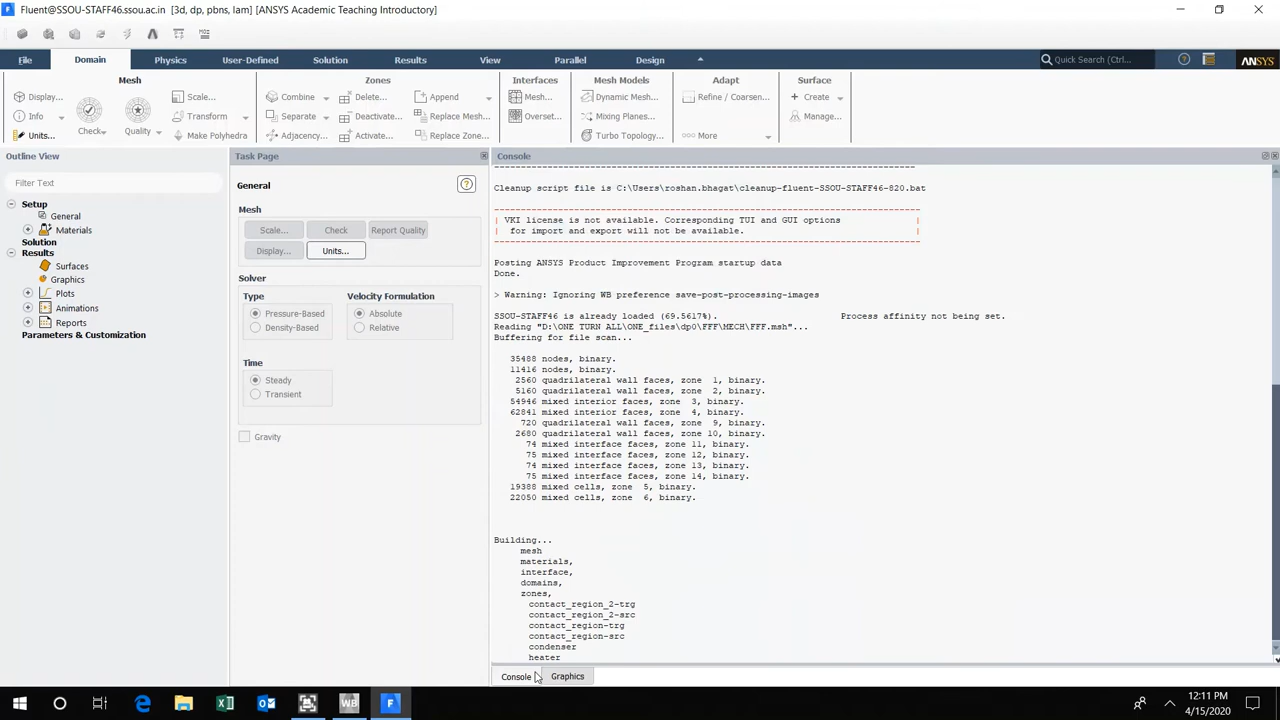 Fluent@SSOU-STAFF46.ssou.ac.in [3d, dp, pbns, lam] [ANSYS Academic Teaching Introductory]
File Domain Physics User-Defined Solution Results View Parallel Design Quick Search (Ctrl... ANSYS
Mesh Zones Interfaces Mesh Models Adapt Surface
Display... Scale... Combine Delete... Append Mesh... Dynamic Mesh... Refine / Coarsen... Create
Info Check Quality Transform Separate Deactivate... Replace Mesh... Overset... Mixing Planes... Manage...
Units... Make Polyhedra Adjacency... Activate... Replace Zone... Turbo Topology... More
Outline View
Filter Text
Setup
General
Materials
Solution
Results
Surfaces
Graphics
Plots
Animations
Reports
Parameters & Customization
Task Page
General
Mesh
Scale... Check Report Quality
Display... Units...
Solver
Type Velocity Formulation
Pressure-Based Absolute
Density-Based Relative
Time
Steady
Transient
Gravity
Console
Cleanup script file is C:\Users\roshan.bhagat\cleanup-fluent-SSOU-STAFF46-820.bat
| VKI license is not available. Corresponding TUI and GUI options |
| for import and export will not be available. |
Posting ANSYS Product Improvement Program startup data
Done.
> Warning: Ignoring WB preference save-post-processing-images
SSOU-STAFF46 is already loaded (69.5617%). Process affinity not being set.
Reading "D:\ONE TURN ALL\ONE_files\dp0\FFF\MECH\FFF.msh"...
Buffering for file scan...
35488 nodes, binary.
11416 nodes, binary.
2560 quadrilateral wall faces, zone 1, binary.
5160 quadrilateral wall faces, zone 2, binary.
54946 mixed interior faces, zone 3, binary.
62841 mixed interior faces, zone 4, binary.
720 quadrilateral wall faces, zone 9, binary.
2680 quadrilateral wall faces, zone 10, binary.
74 mixed interface faces, zone 11, binary.
75 mixed interface faces, zone 12, binary.
74 mixed interface faces, zone 13, binary.
75 mixed interface faces, zone 14, binary.
19388 mixed cells, zone 5, binary.
22050 mixed cells, zone 6, binary.
Building...
mesh
materials,
interface,
domains,
zones,
contact_region_2-trg
contact_region_2-src
contact_region-trg
contact_region-src
condenser
heater
Console Graphics
WB
12:11 PM
4/15/2020